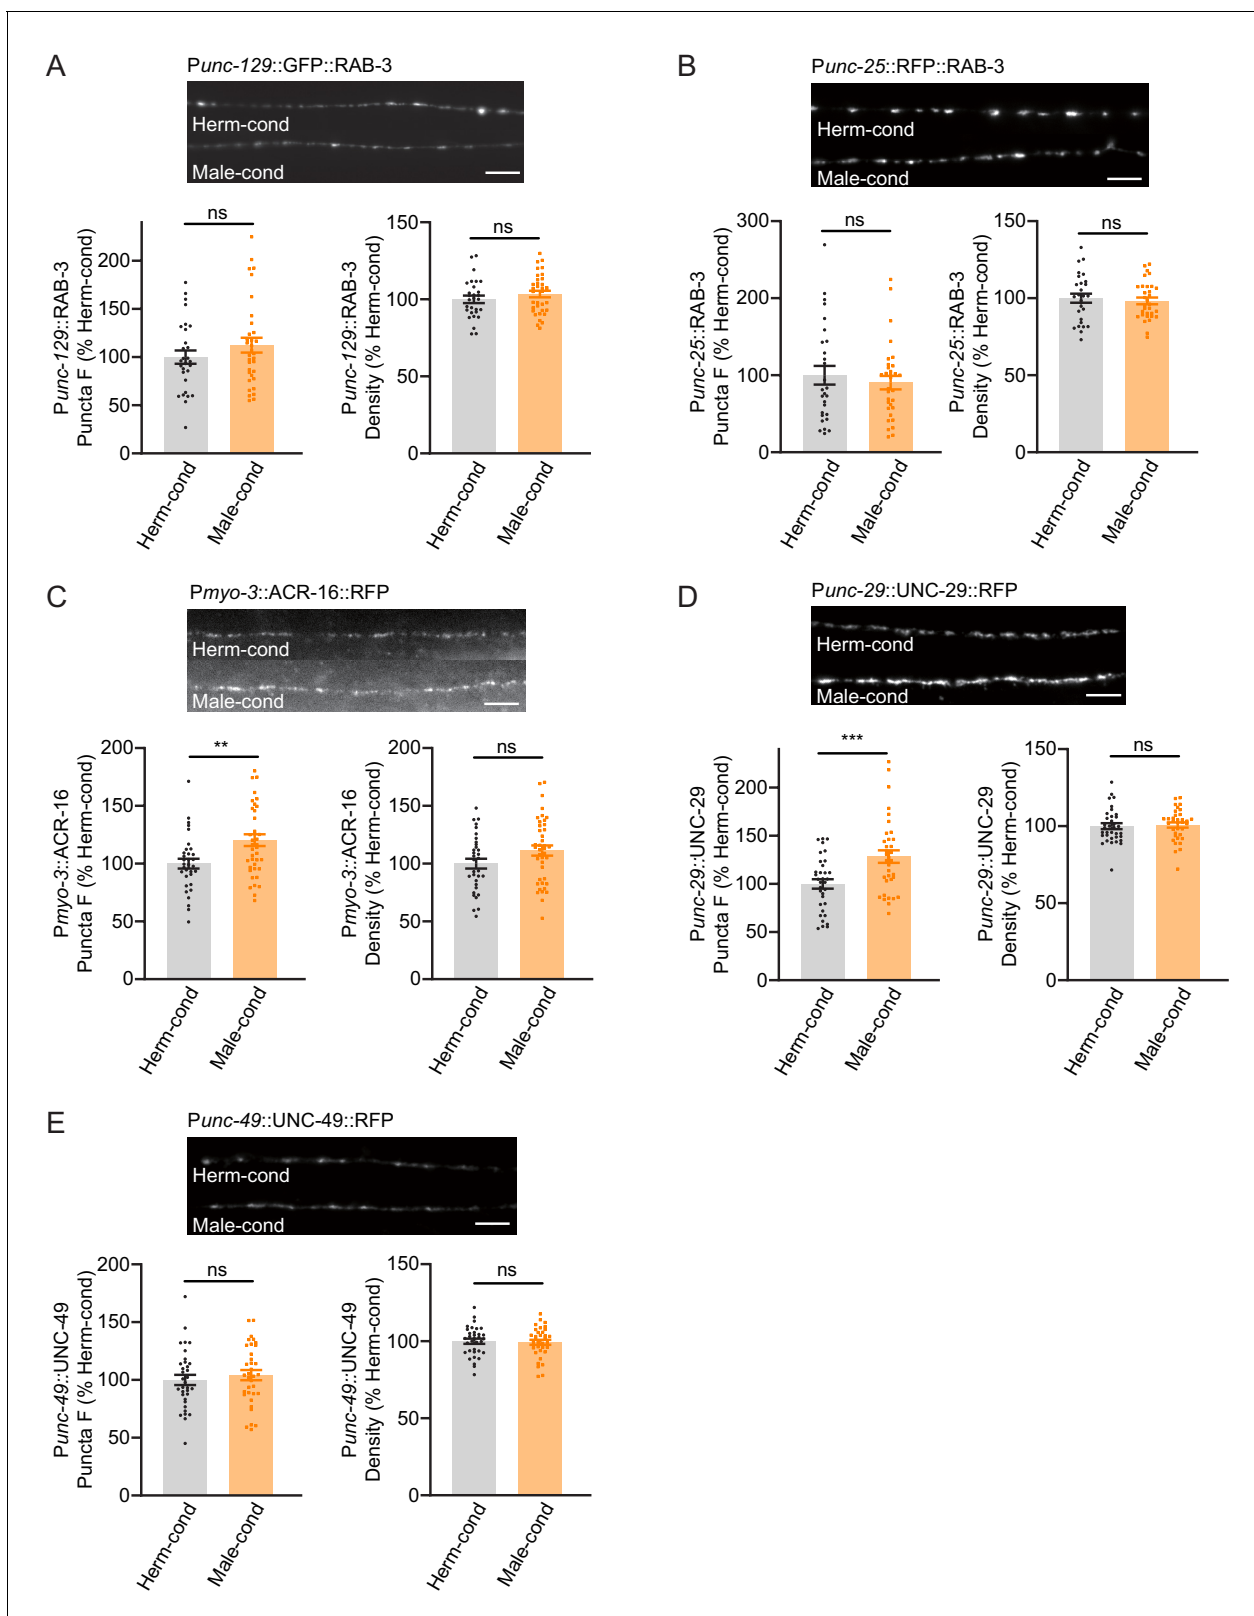 A
Punc-129::GFP::RAB-3
Herm-cond
Male-cond
Punc-129::RAB-3
Puncta F (% Herm-cond)
200
150
100
50
0
ns
Herm-cond
Male-cond
Punc-129::RAB-3
Density (% Herm-cond)
150
100
50
0
ns
Herm-cond
Male-cond
B
Punc-25::RFP::RAB-3
Herm-cond
Male-cond
Punc-25::RAB-3
Puncta F (% Herm-cond)
300
200
100
0
ns
Herm-cond
Male-cond
Punc-25::RAB-3
Density (% Herm-cond)
150
100
50
0
ns
Herm-cond
Male-cond
C
Pmyo-3::ACR-16::RFP
Herm-cond
Male-cond
Pmyo-3::ACR-16
Puncta F (% Herm-cond)
200
150
100
50
0
**
Herm-cond
Male-cond
Pmyo-3::ACR-16
Density (% Herm-cond)
200
150
100
50
0
ns
Herm-cond
Male-cond
D
Punc-29::UNC-29::RFP
Herm-cond
Male-cond
Punc-29::UNC-29
Puncta F (% Herm-cond)
200
150
100
50
0
***
Herm-cond
Male-cond
Punc-29::UNC-29
Density (% Herm-cond)
150
100
50
0
ns
Herm-cond
Male-cond
E
Punc-49::UNC-49::RFP
Herm-cond
Male-cond
Punc-49::UNC-49
Puncta F (% Herm-cond)
200
150
100
50
0
ns
Herm-cond
Male-cond
Punc-49::UNC-49
Density (% Herm-cond)
150
100
50
0
ns
Herm-cond
Male-cond